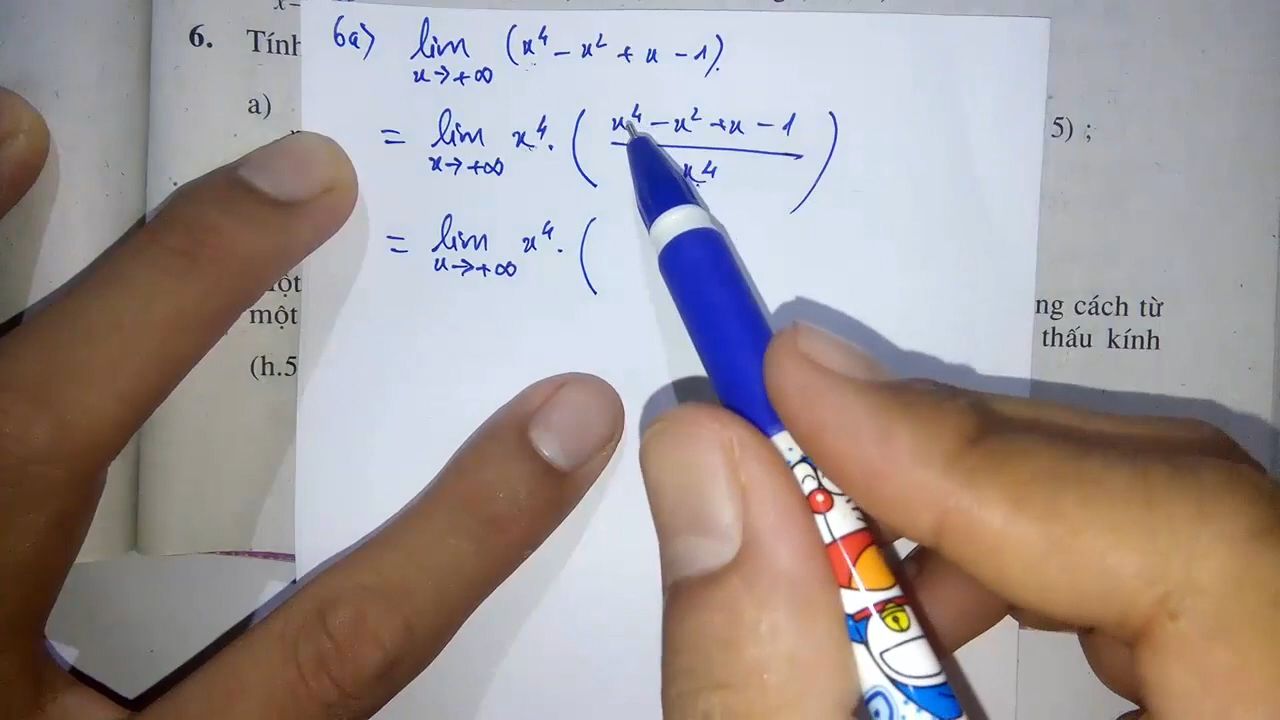 6. Tính
6a) lim (x⁴ - x² + x - 1).
x→+∞
a)
= lim x⁴. ( x⁴ - x² + x - 1 )
x→+∞ x⁴
5) ;
= lim x⁴. (
x→+∞
một
ng cách từ
thấu kính
(h.5